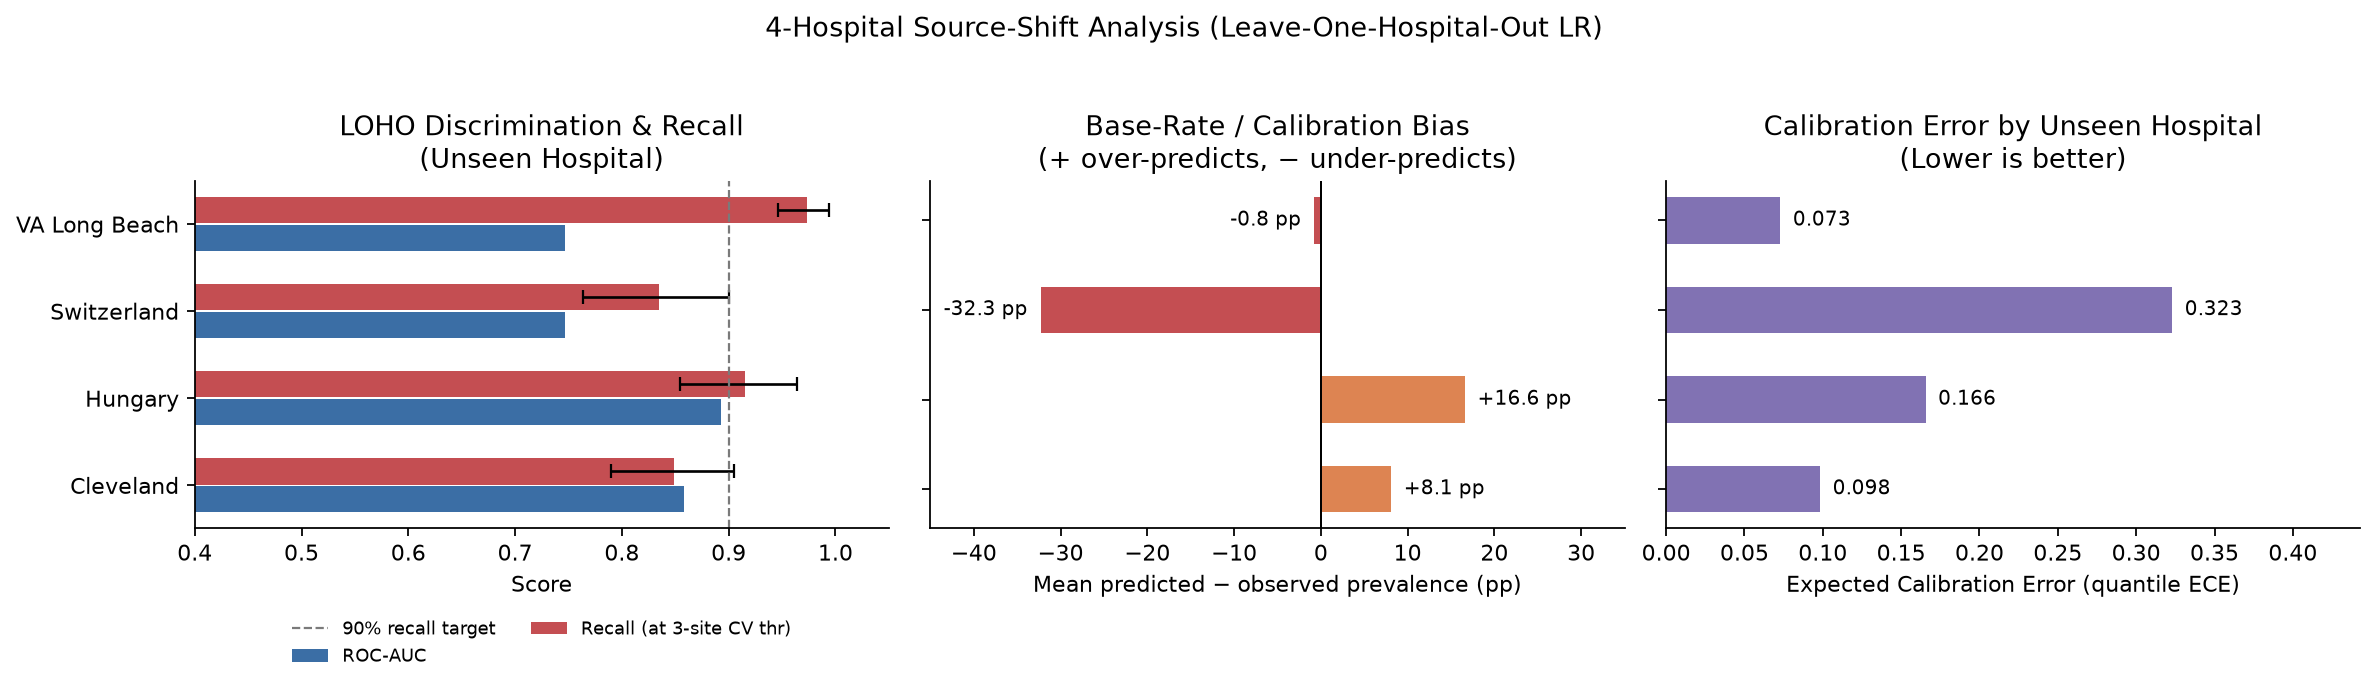 4-Hospital Source-Shift Analysis (Leave-One-Hospital-Out LR)
LOHO Discrimination & Recall
(Unseen Hospital)
VA Long Beach
Switzerland
Hungary
Cleveland
0.4 0.5 0.6 0.7 0.8 0.9 1.0
Score
90% recall target
ROC-AUC
Recall (at 3-site CV thr)
Base-Rate / Calibration Bias
(+ over-predicts, − under-predicts)
-0.8 pp
-32.3 pp
+16.6 pp
+8.1 pp
−40 −30 −20 −10 0 10 20 30
Mean predicted − observed prevalence (pp)
Calibration Error by Unseen Hospital
(Lower is better)
0.073
0.323
0.166
0.098
0.00 0.05 0.10 0.15 0.20 0.25 0.30 0.35 0.40
Expected Calibration Error (quantile ECE)